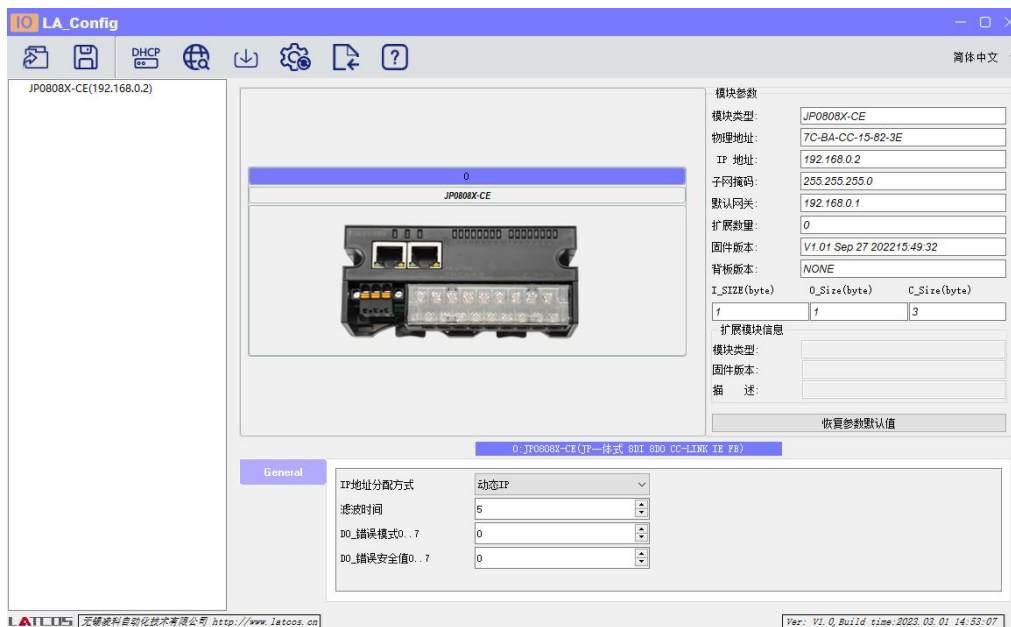 IO LA_Config
DHCP
简体中文
JP0808X-CE(192.168.0.2)
0
JP0808X-CE
模块参数
模块类型: JP0808X-CE
物理地址: 7C-BA-CC-15-82-3E
IP 地址: 192.168.0.2
子网掩码: 255.255.255.0
默认网关: 192.168.0.1
扩展数量: 0
固件版本: V1.01 Sep 27 202215:49:32
背板版本: NONE
I_SIZE(byte) O_Size(byte) C_Size(byte)
1 1 3
扩展模块信息
模块类型:
固件版本:
描 述:
恢复参数默认值
0:JP0808X-CE(JP一体式 8DI 8DO CC-LINK IE FB)
General
IP地址分配方式 动态IP
滤波时间 5
DO_错误模式0..7 0
DO_错误安全值0..7 0
LATCOS 无锡凌科自动化技术有限公司 http://www.latcos.cn
Ver: V1.0,Build time:2023.03.01 14:53:07